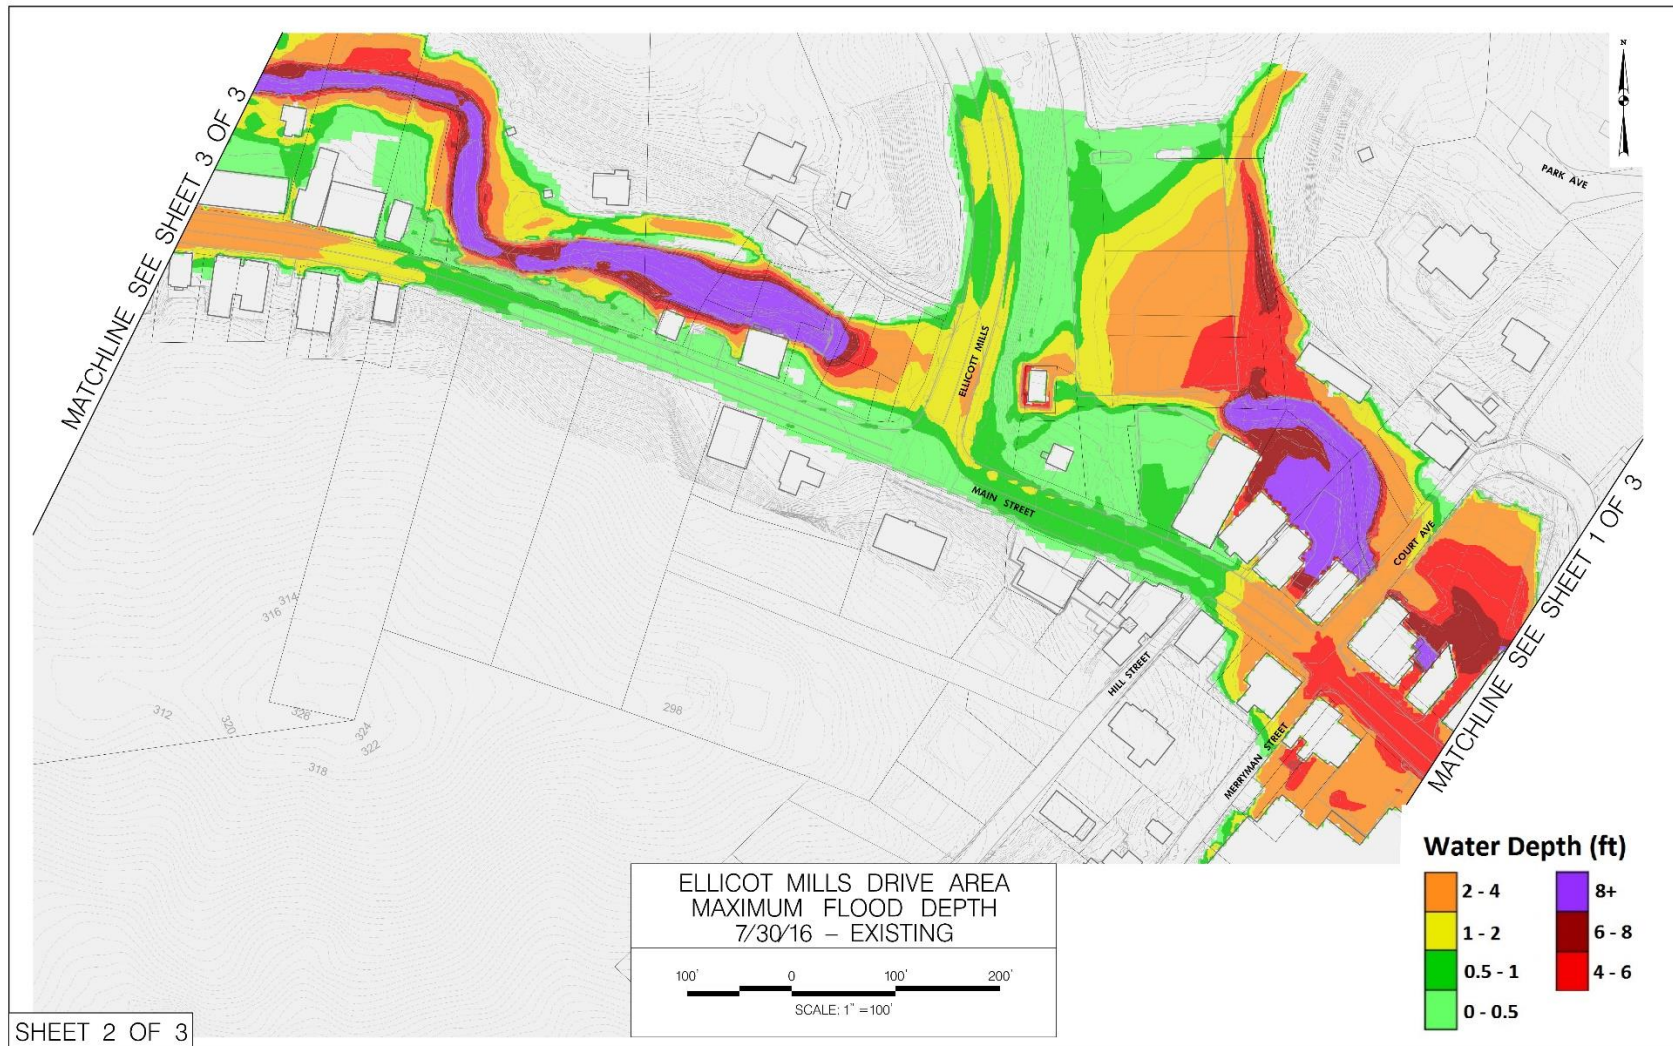 N
PARK AVE
MATCHLINE SEE SHEET 3 OF 3
ELLICOTT MILLS
MAIN STREET
COURT AVE
MATCHLINE SEE SHEET 1 OF 3
HILL STREET
MERRYMAN STREET
314
316
312
320
326
324
322
318
298
ELLICOT MILLS DRIVE AREA
MAXIMUM FLOOD DEPTH
7/30/16 – EXISTING
100' 0 100' 200'
SCALE: 1" =100'
Water Depth (ft)
2 - 4 8+
1 - 2 6 - 8
0.5 - 1 4 - 6
0 - 0.5
SHEET 2 OF 3